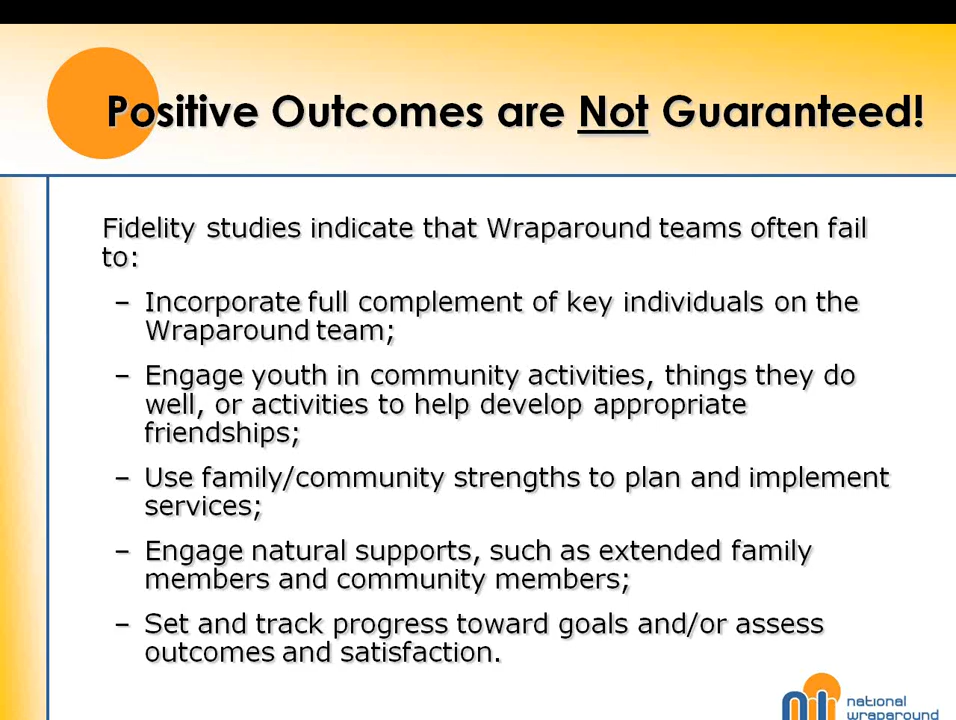 Positive Outcomes are Not Guaranteed!
Fidelity studies indicate that Wraparound teams often fail
to:
– Incorporate full complement of key individuals on the
Wraparound team;
– Engage youth in community activities, things they do
well, or activities to help develop appropriate
friendships;
– Use family/community strengths to plan and implement
services;
– Engage natural supports, such as extended family
members and community members;
– Set and track progress toward goals and/or assess
outcomes and satisfaction.
national
wraparound